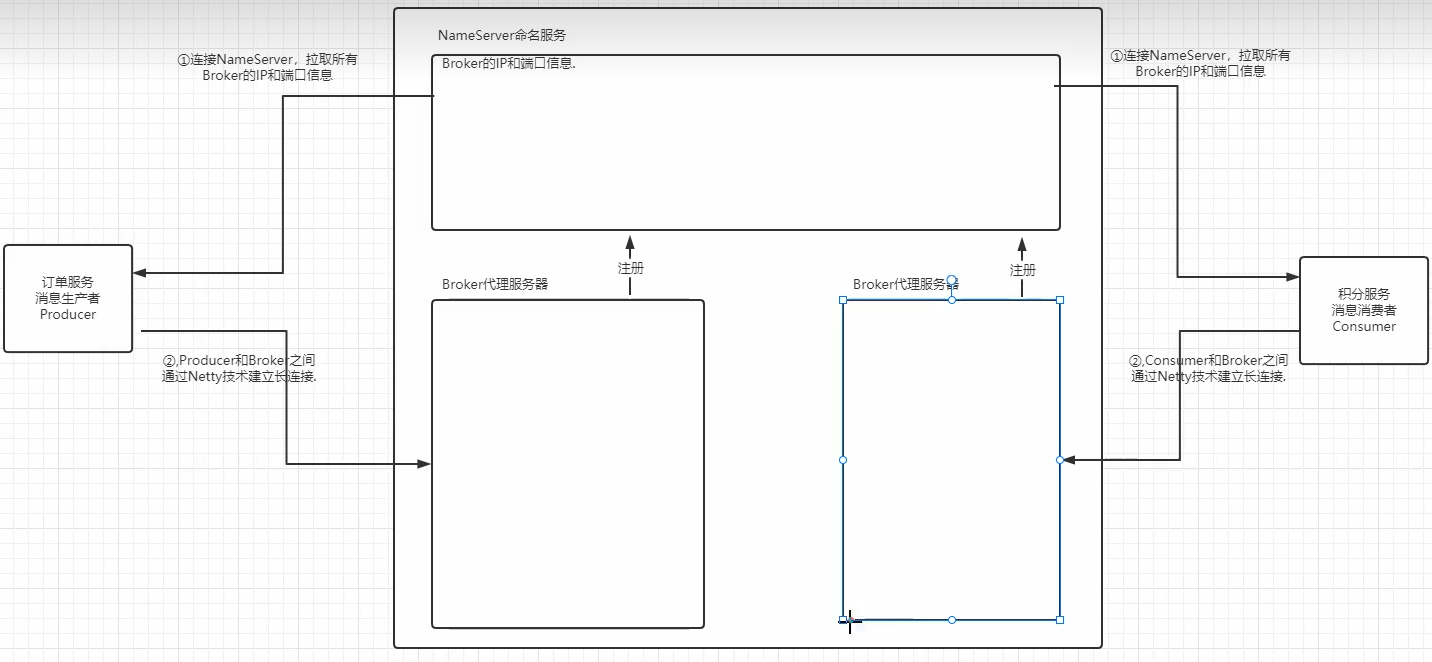 NameServer命名服务
①连接NameServer，拉取所有
Broker的IP和端口信息
Broker的IP和端口信息.
①连接NameServer，拉取所有
Broker的IP和端口信息
注册
注册
Broker代理服务器
Broker代理服务器
订单服务
消息生产者
Producer
积分服务
消息消费者
Consumer
②,Producer和Broker之间
通过Netty技术建立长连接.
②,Consumer和Broker之间
通过Netty技术建立长连接.